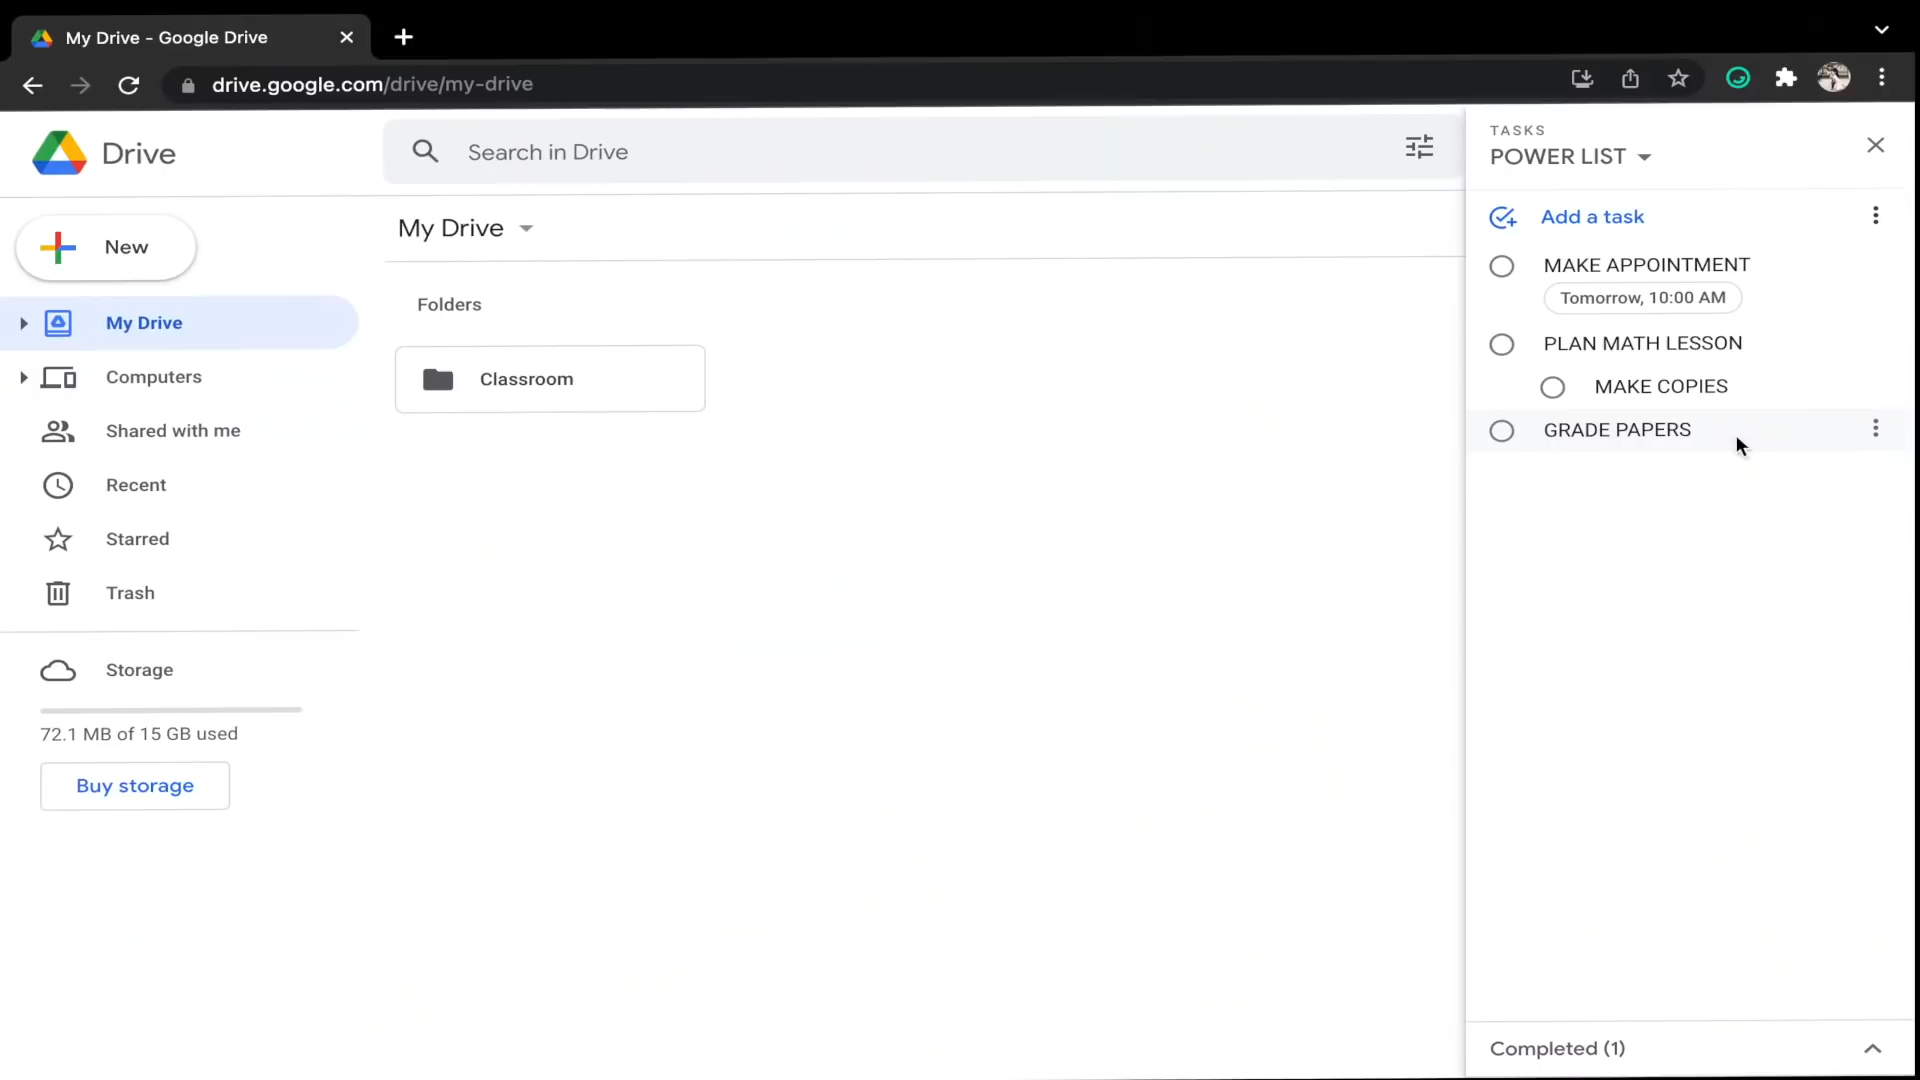 My Drive - Google Drive
drive.google.com/drive/my-drive
Drive
Search in Drive
New
My Drive
Computers
Shared with me
Recent
Starred
Trash
Storage
72.1 MB of 15 GB used
Buy storage
My Drive
Folders
Classroom
TASKS
POWER LIST
Add a task
MAKE APPOINTMENT
Tomorrow, 10:00 AM
PLAN MATH LESSON
MAKE COPIES
GRADE PAPERS
Completed (1)